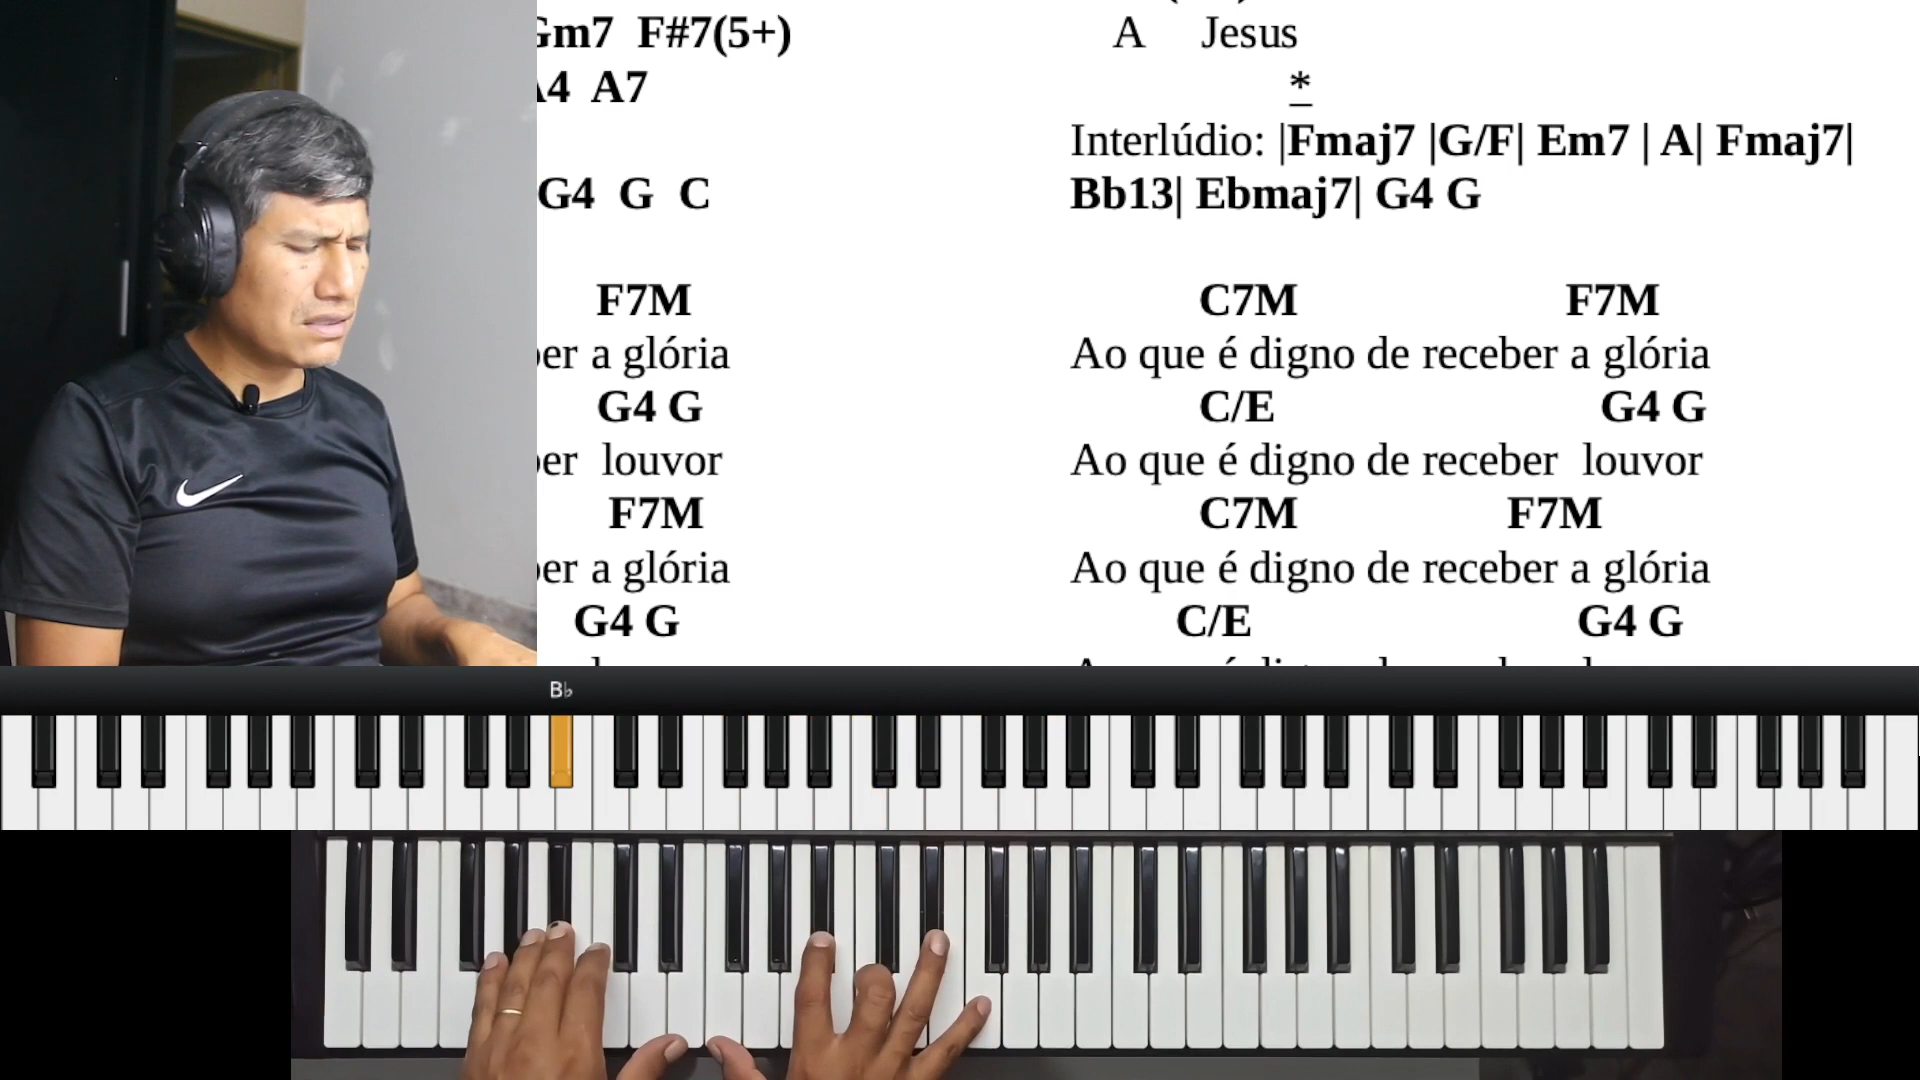 Gm7 F#7(5+)
A4 A7
G4 G C
F7M
ber a glória
G4 G
ber louvor
F7M
ber a glória
G4 G
A Jesus
*
Interlúdio: |Fmaj7 |G/F| Em7 | A| Fmaj7|
Bb13| Ebmaj7| G4 G
C7M F7M
Ao que é digno de receber a glória
C/E G4 G
Ao que é digno de receber louvor
C7M F7M
Ao que é digno de receber a glória
C/E G4 G
B♭